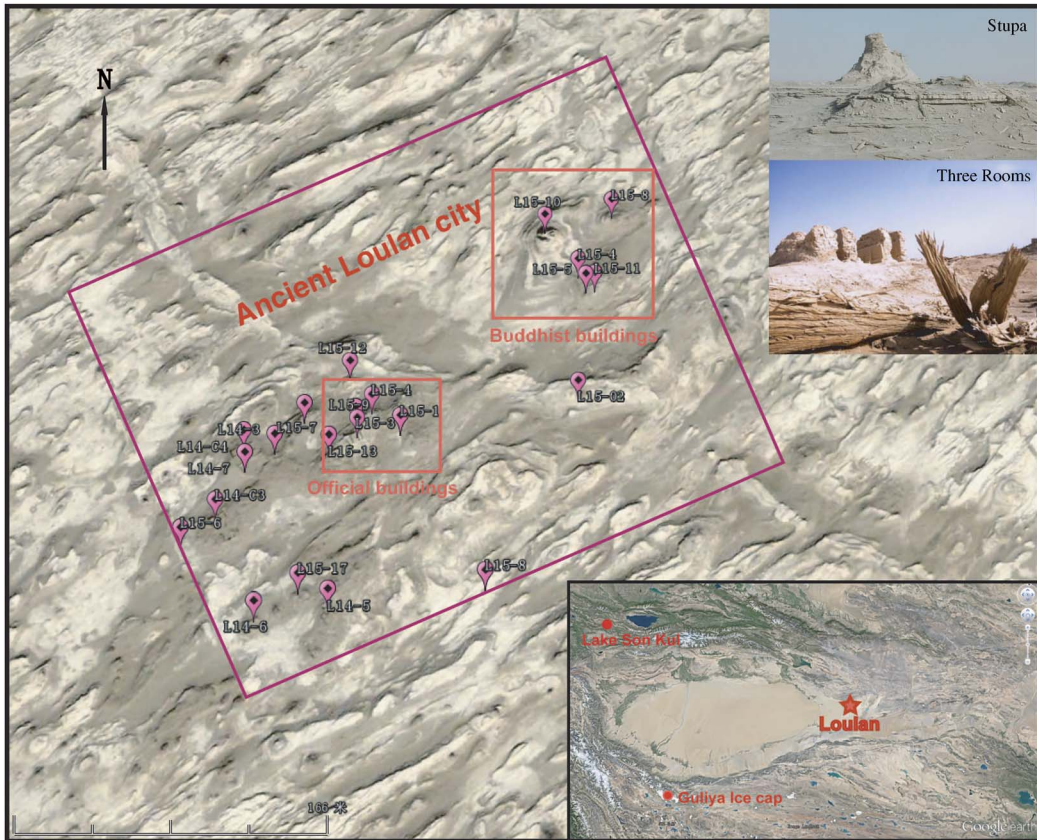 N
Stupa
Three Rooms
Ancient Loulan city
L15-10
L15-8
L15-4
L15-5
L15-11
Buddhist buildings
L15-12
L15-4
L15-02
L15-9
L15-1
L15-3
L14-3
L15-7
L14-C4
L15-13
L14-7
Official buildings
L14-C3
L15-6
L15-17
L15-8
L14-5
L14-6
166 米
Lake Son Kul
Loulan
Guliya Ice cap
Google earth